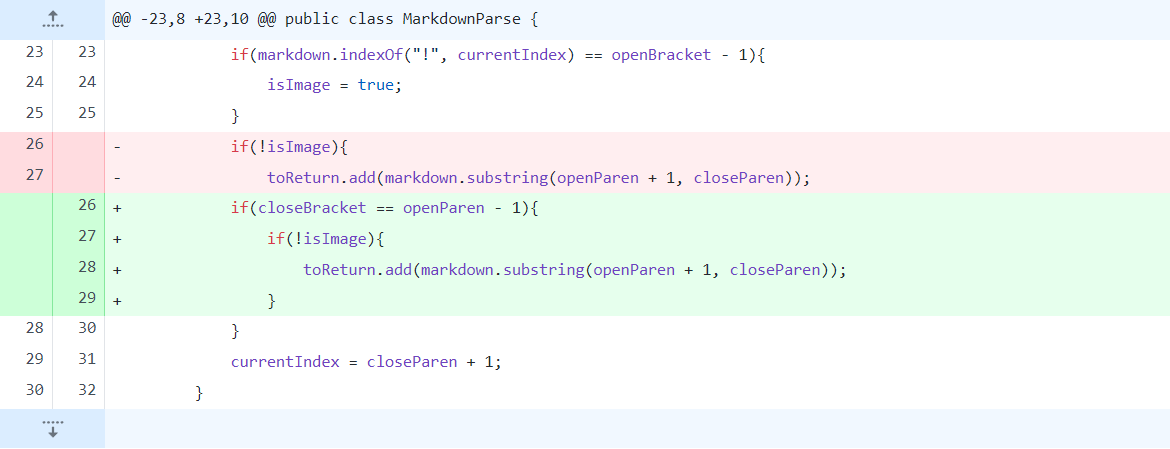 @@ -23,8 +23,10 @@ public class MarkdownParse {
23 23 if(markdown.indexOf("!", currentIndex) == openBracket - 1){
24 24 isImage = true;
25 25 }
26 - if(!isImage){
27 - toReturn.add(markdown.substring(openParen + 1, closeParen));
26 + if(closeBracket == openParen - 1){
27 + if(!isImage){
28 + toReturn.add(markdown.substring(openParen + 1, closeParen));
29 + }
28 30 }
29 31 currentIndex = closeParen + 1;
30 32 }